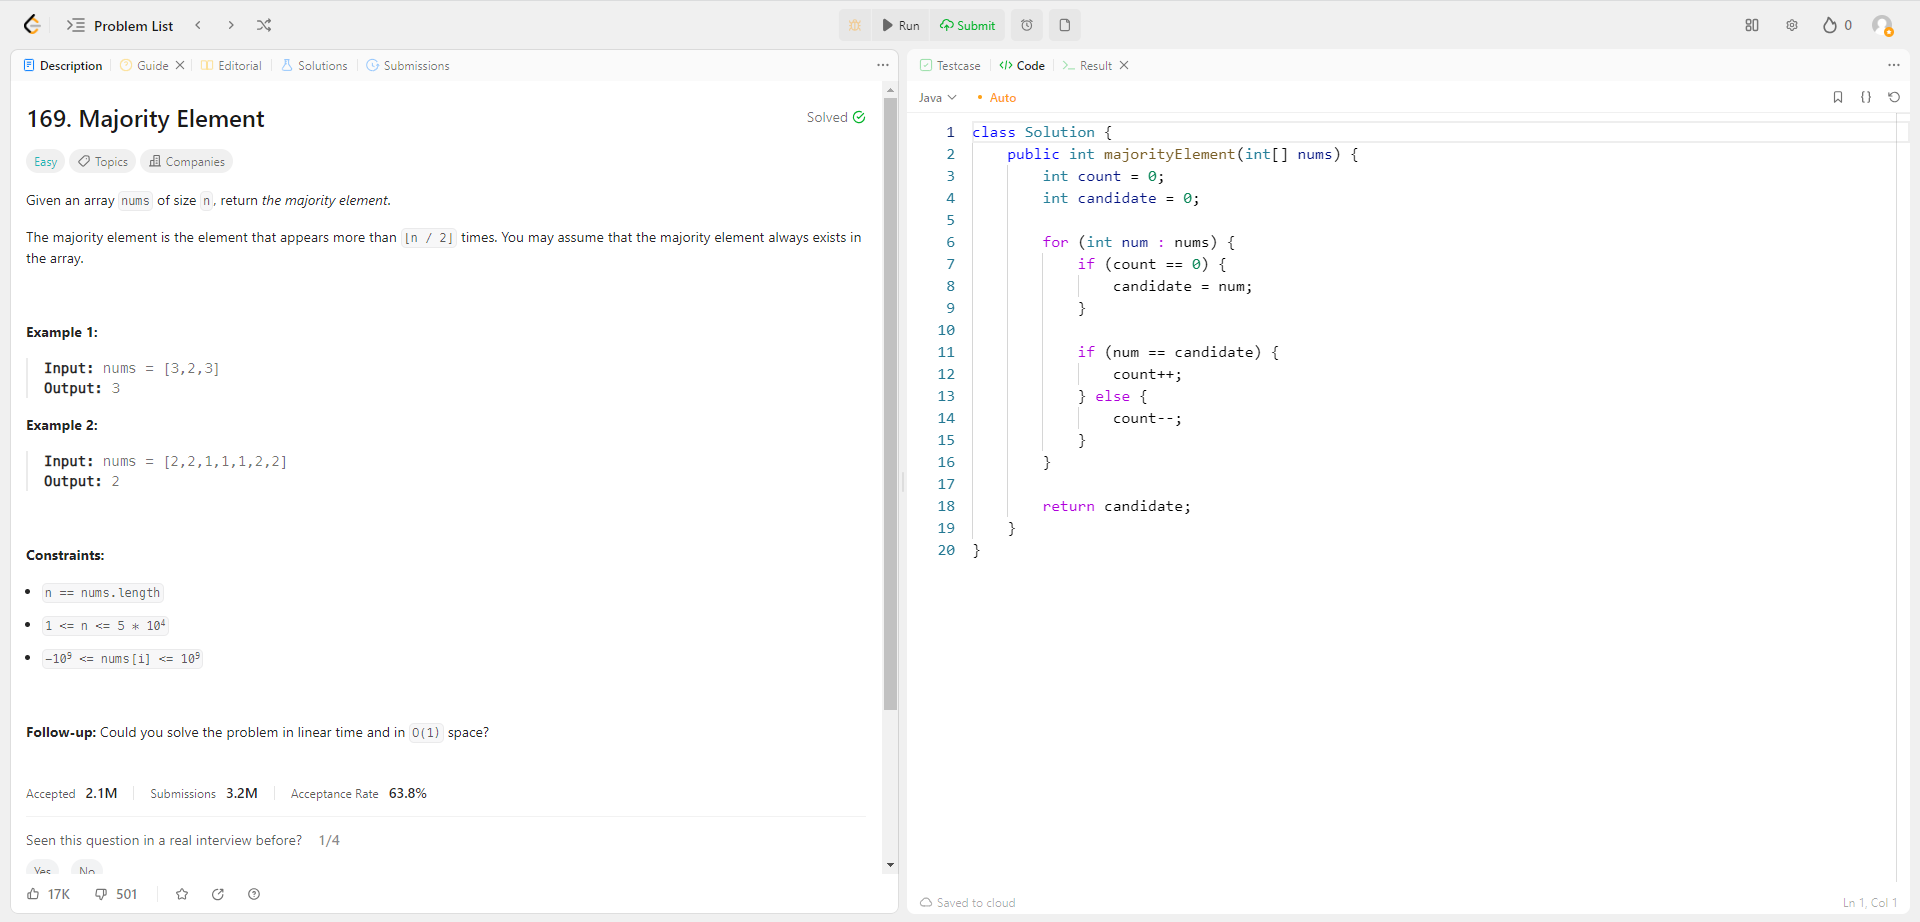 Problem List
Run
Submit
0
Description
Guide
Editorial
Solutions
Submissions
169. Majority Element
Solved
Easy
Topics
Companies
Given an array nums of size n, return the majority element.
The majority element is the element that appears more than ⌊n / 2⌋ times. You may assume that the majority element always exists in
the array.
Example 1:
Input: nums = [3,2,3]
Output: 3
Example 2:
Input: nums = [2,2,1,1,1,2,2]
Output: 2
Constraints:
n == nums.length
1 <= n <= 5 * 10⁴
-10⁹ <= nums[i] <= 10⁹
Follow-up: Could you solve the problem in linear time and in O(1) space?
Accepted 2.1M
Submissions 3.2M
Acceptance Rate 63.8%
Seen this question in a real interview before? 1/4
Yes
No
17K
501
Testcase
Code
Result
Java
Auto
1 class Solution {
2 public int majorityElement(int[] nums) {
3 int count = 0;
4 int candidate = 0;
5
6 for (int num : nums) {
7 if (count == 0) {
8 candidate = num;
9 }
10
11 if (num == candidate) {
12 count++;
13 } else {
14 count--;
15 }
16 }
17
18 return candidate;
19 }
20 }
Saved to cloud
Ln 1, Col 1